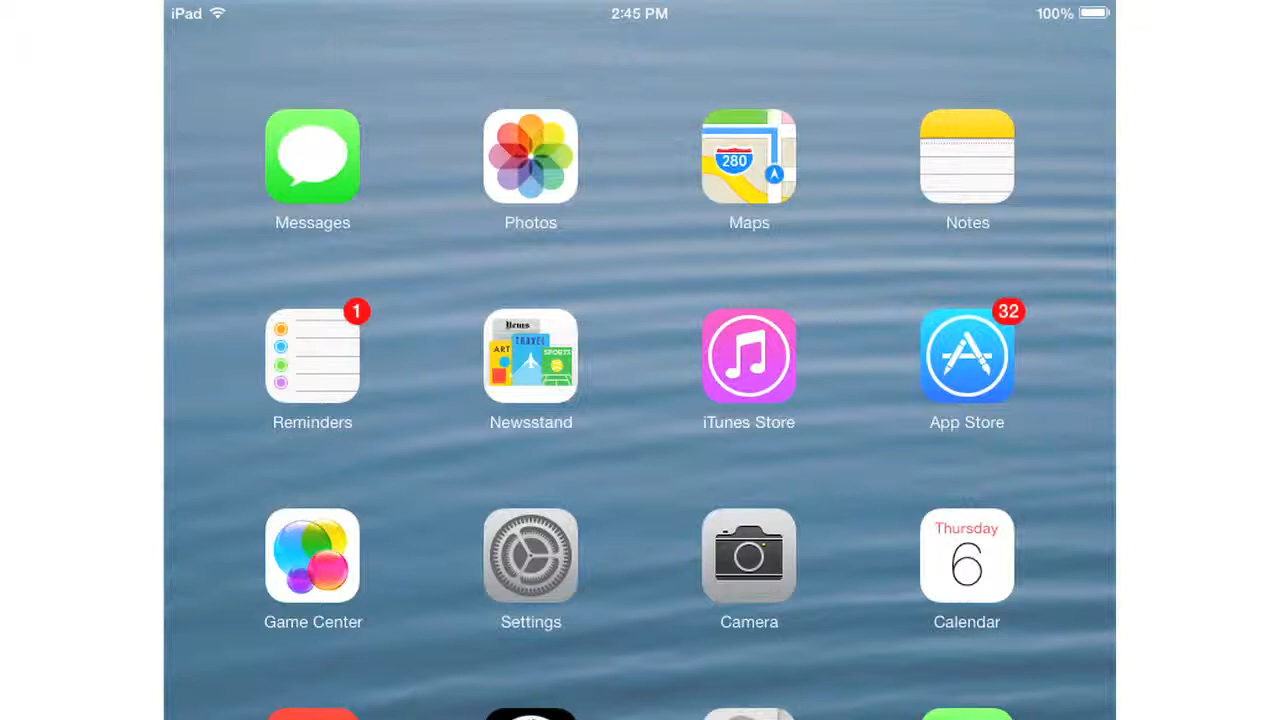 iPad 2:45 PM 100%
280
Messages Photos Maps Notes
1 32
News
ART TRAVEL SPORTS
Reminders Newsstand iTunes Store App Store
Thursday
6
Game Center Settings Camera Calendar